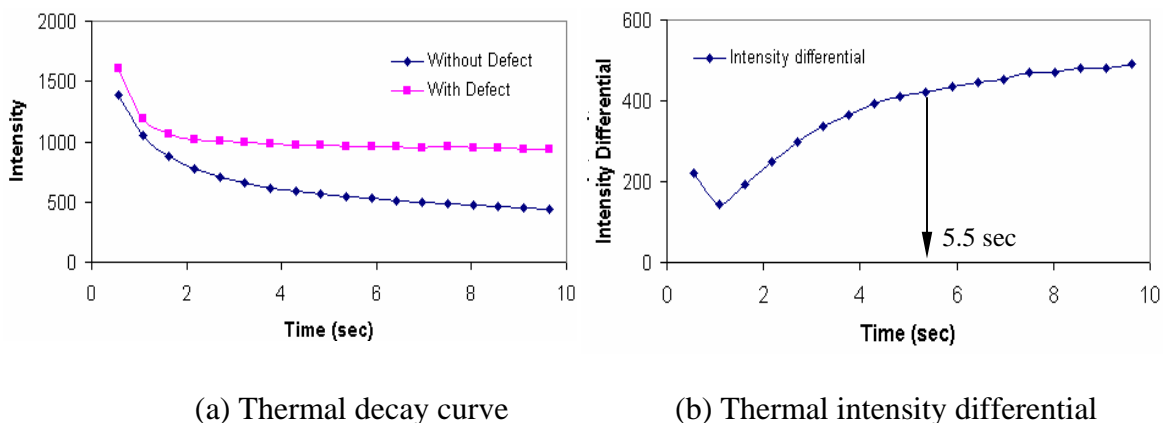 2000
1500
1000
500
0
0 2 4 6 8 10
Intensity
Time (sec)
Without Defect
With Defect
(a) Thermal decay curve
600
400
200
0
0 2 4 6 8 10
Intensity Differential
Time (sec)
Intensity differential
5.5 sec
(b) Thermal intensity differential